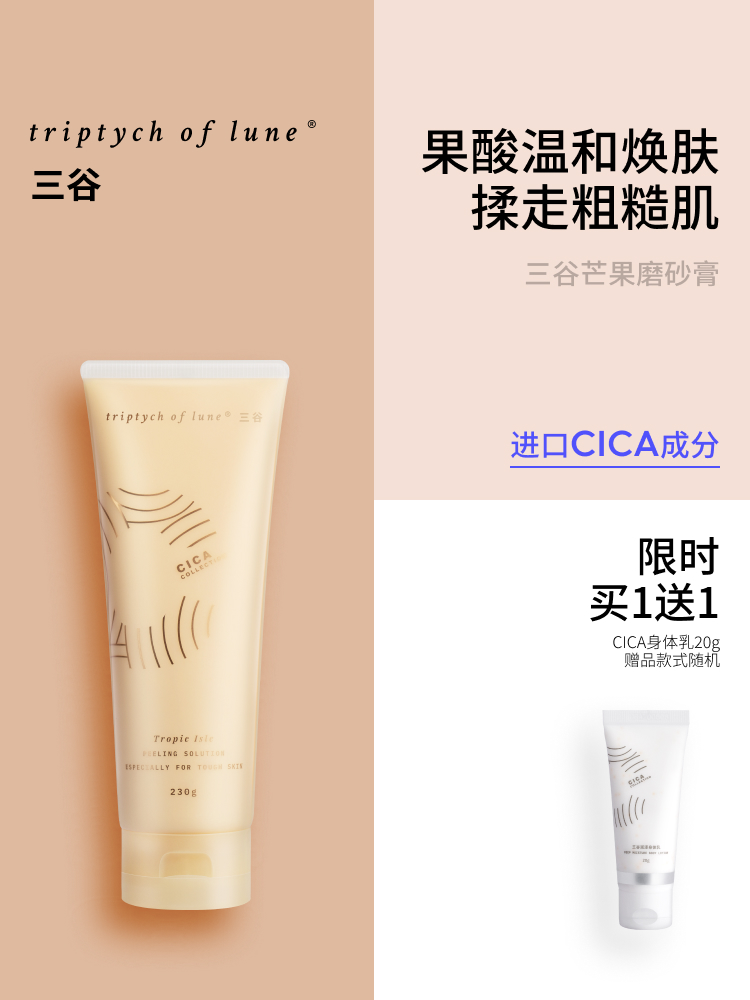 triptych of lune®
三谷
果酸温和焕肤
揉走粗糙肌
三谷芒果磨砂膏
进口CICA成分
triptych of lune® 三谷
CICA
COLLECTION
Tropic Isle
PEELING SOLUTION
ESPECIALLY FOR TOUGH SKIN
230g
限时
买1送1
CICA身体乳20g
赠品款式随机
CICA
COLLECTION